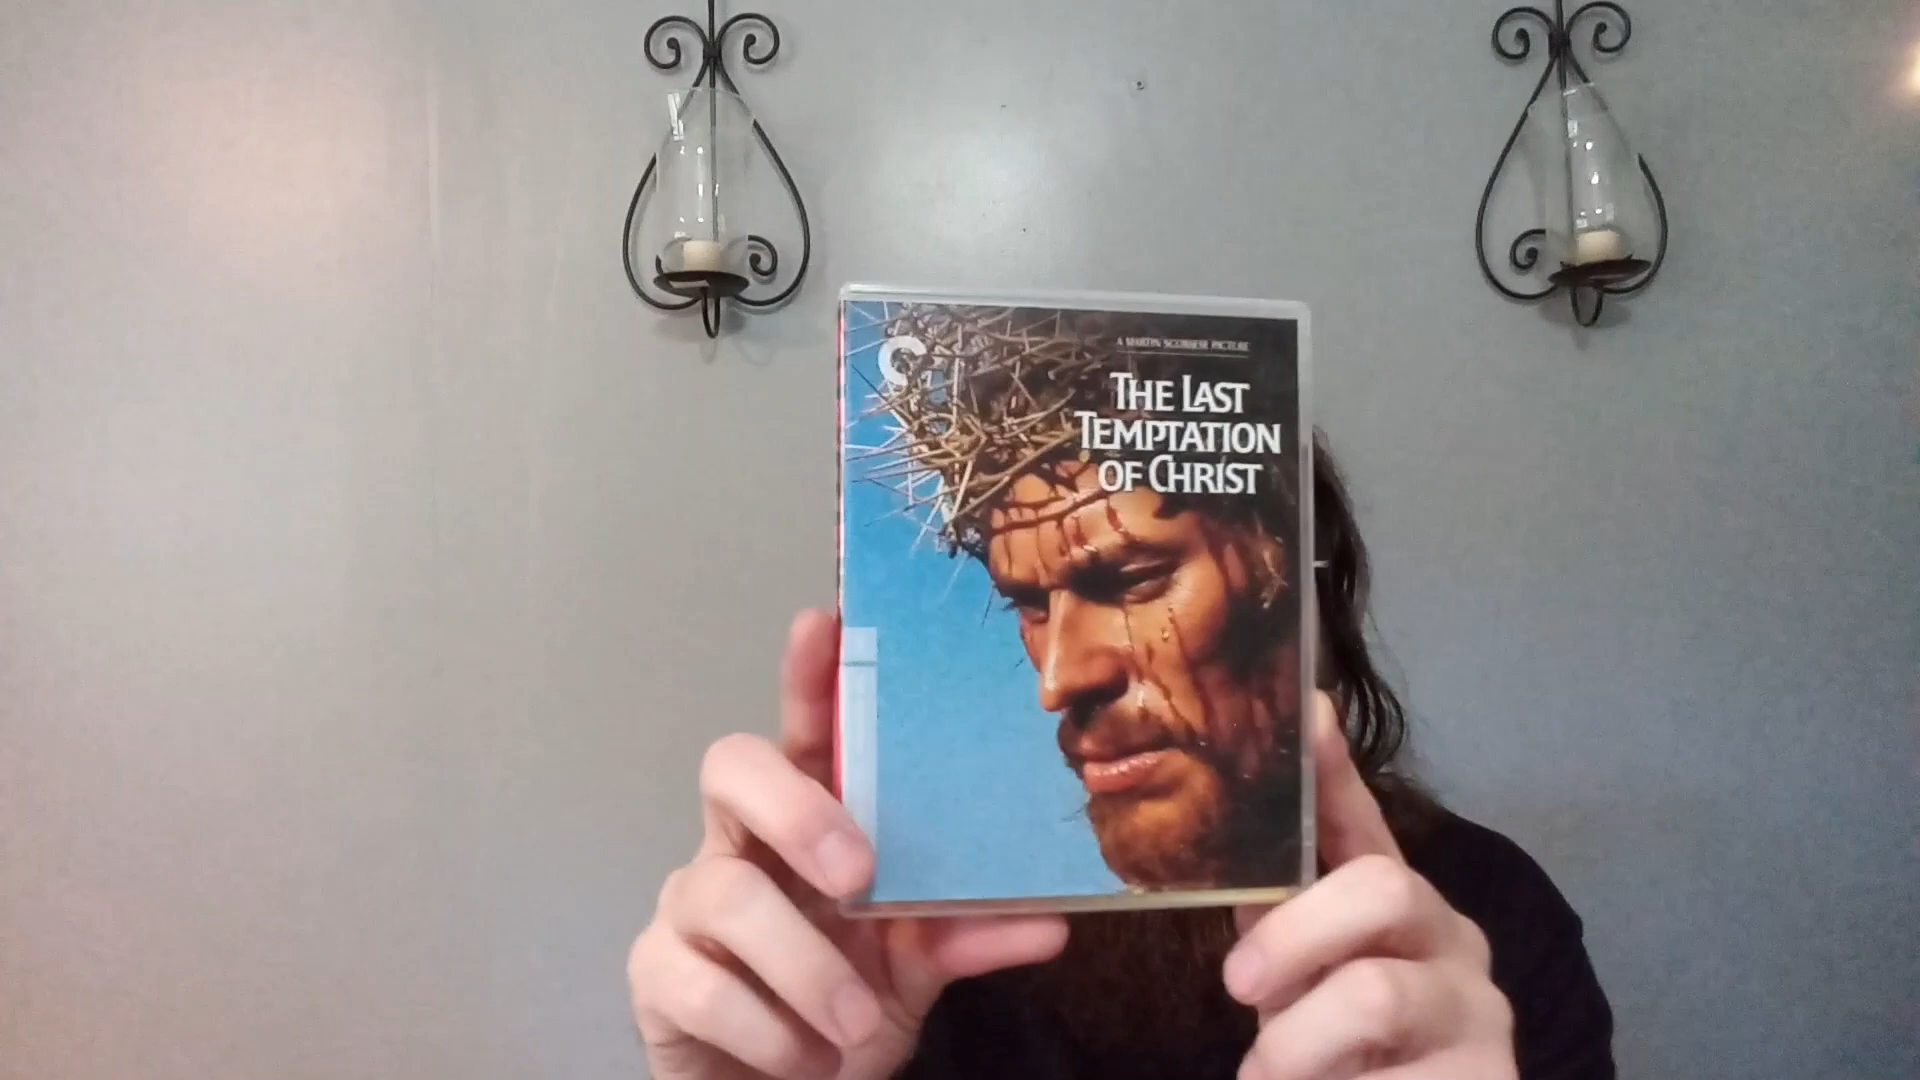 A MARTIN SCORSESE PICTURE
THE LAST
TEMPTATION
OF CHRIST